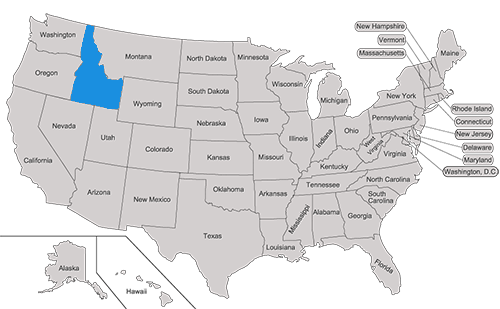 New Hampshire
Vermont
Massachusetts
Washington
Montana
North Dakota
Minnesota
Maine
Oregon
Wisconsin
South Dakota
Michigan
New York
Wyoming
Rhode Island
Connecticut
Nebraska
Iowa
Pennsylvania
Nevada
Utah
Illinois
Indiana
Ohio
New Jersey
Colorado
Kansas
Missouri
West
Virginia
Delaware
California
Kentucky
Virginia
Maryland
Washington, D.C
Arizona
New Mexico
Oklahoma
Arkansas
Tennessee
North Carolina
South
Carolina
Mississippi
Alabama
Georgia
Texas
Louisiana
Florida
Alaska
Hawaii